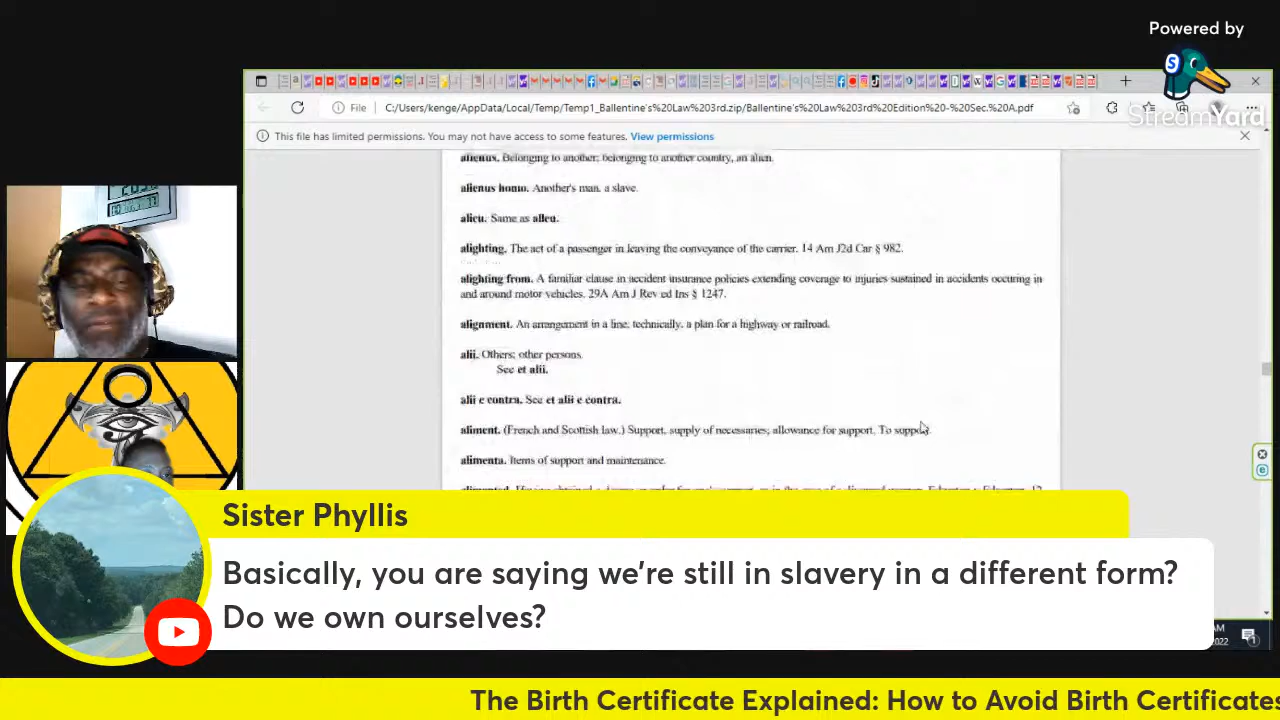 Powered by
StreamYard
File
C:/Users/kenge/AppData/Local/Temp/Temp1_Ballentine's%20Law%203rd.zip/Ballentine's%20Law%203rd%20Edition%20-%20Sec.%20A.pdf
This file has limited permissions. You may not have access to some features. View permissions
alienus. Belonging to another; belonging to another country, an alien.
alienus homo. Another's man, a slave.
alieu. Same as alleu.
alighting. The act of a passenger in leaving the conveyance of the carrier. 14 Am J2d Car § 982.
alighting from. A familiar clause in accident insurance policies extending coverage to injuries sustained in accidents occuring in
and around motor vehicles. 29A Am J Rev ed Ins § 1247.
alignment. An arrangement in a line; technically, a plan for a highway or railroad.
alii. Others; other persons.
See et alii.
alii e contra. See et alii e contra.
aliment. (French and Scottish law.) Support, supply of necessaries; allowance for support. To support.
alimenta. Items of support and maintenance.
Sister Phyllis
Basically, you are saying we're still in slavery in a different form?
Do we own ourselves?
AM
2022
The Birth Certificate Explained: How to Avoid Birth Certificates